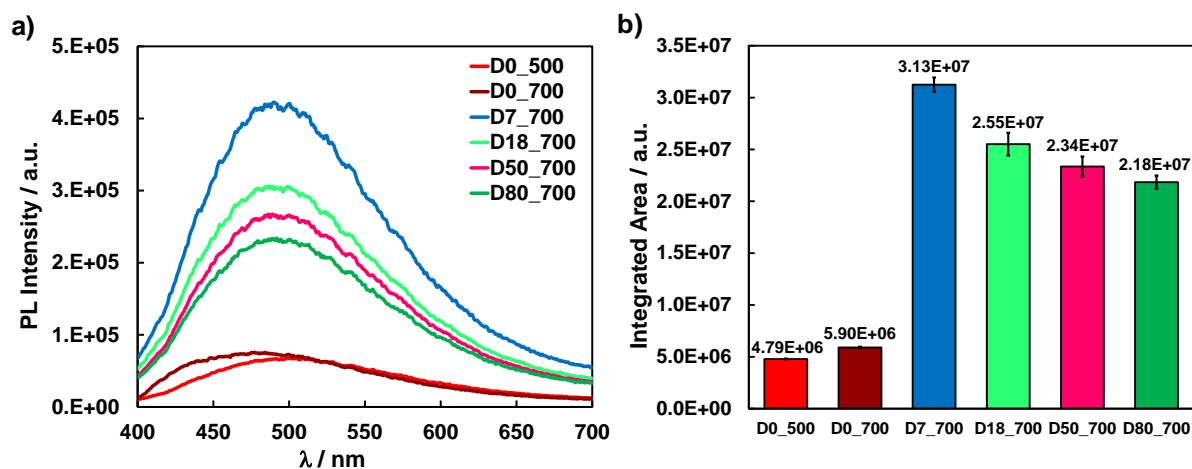 a)
PL Intensity / a.u.
5.E+05
4.E+05
3.E+05
2.E+05
1.E+05
0.E+00
400 450 500 550 600 650 700
λ / nm
D0_500
D0_700
D7_700
D18_700
D50_700
D80_700
b)
Integrated Area / a.u.
3.5E+07
3.0E+07
2.5E+07
2.0E+07
1.5E+07
1.0E+07
5.0E+06
0.0E+00
4.79E+06
5.90E+06
3.13E+07
2.55E+07
2.34E+07
2.18E+07
D0_500 D0_700 D7_700 D18_700 D50_700 D80_700